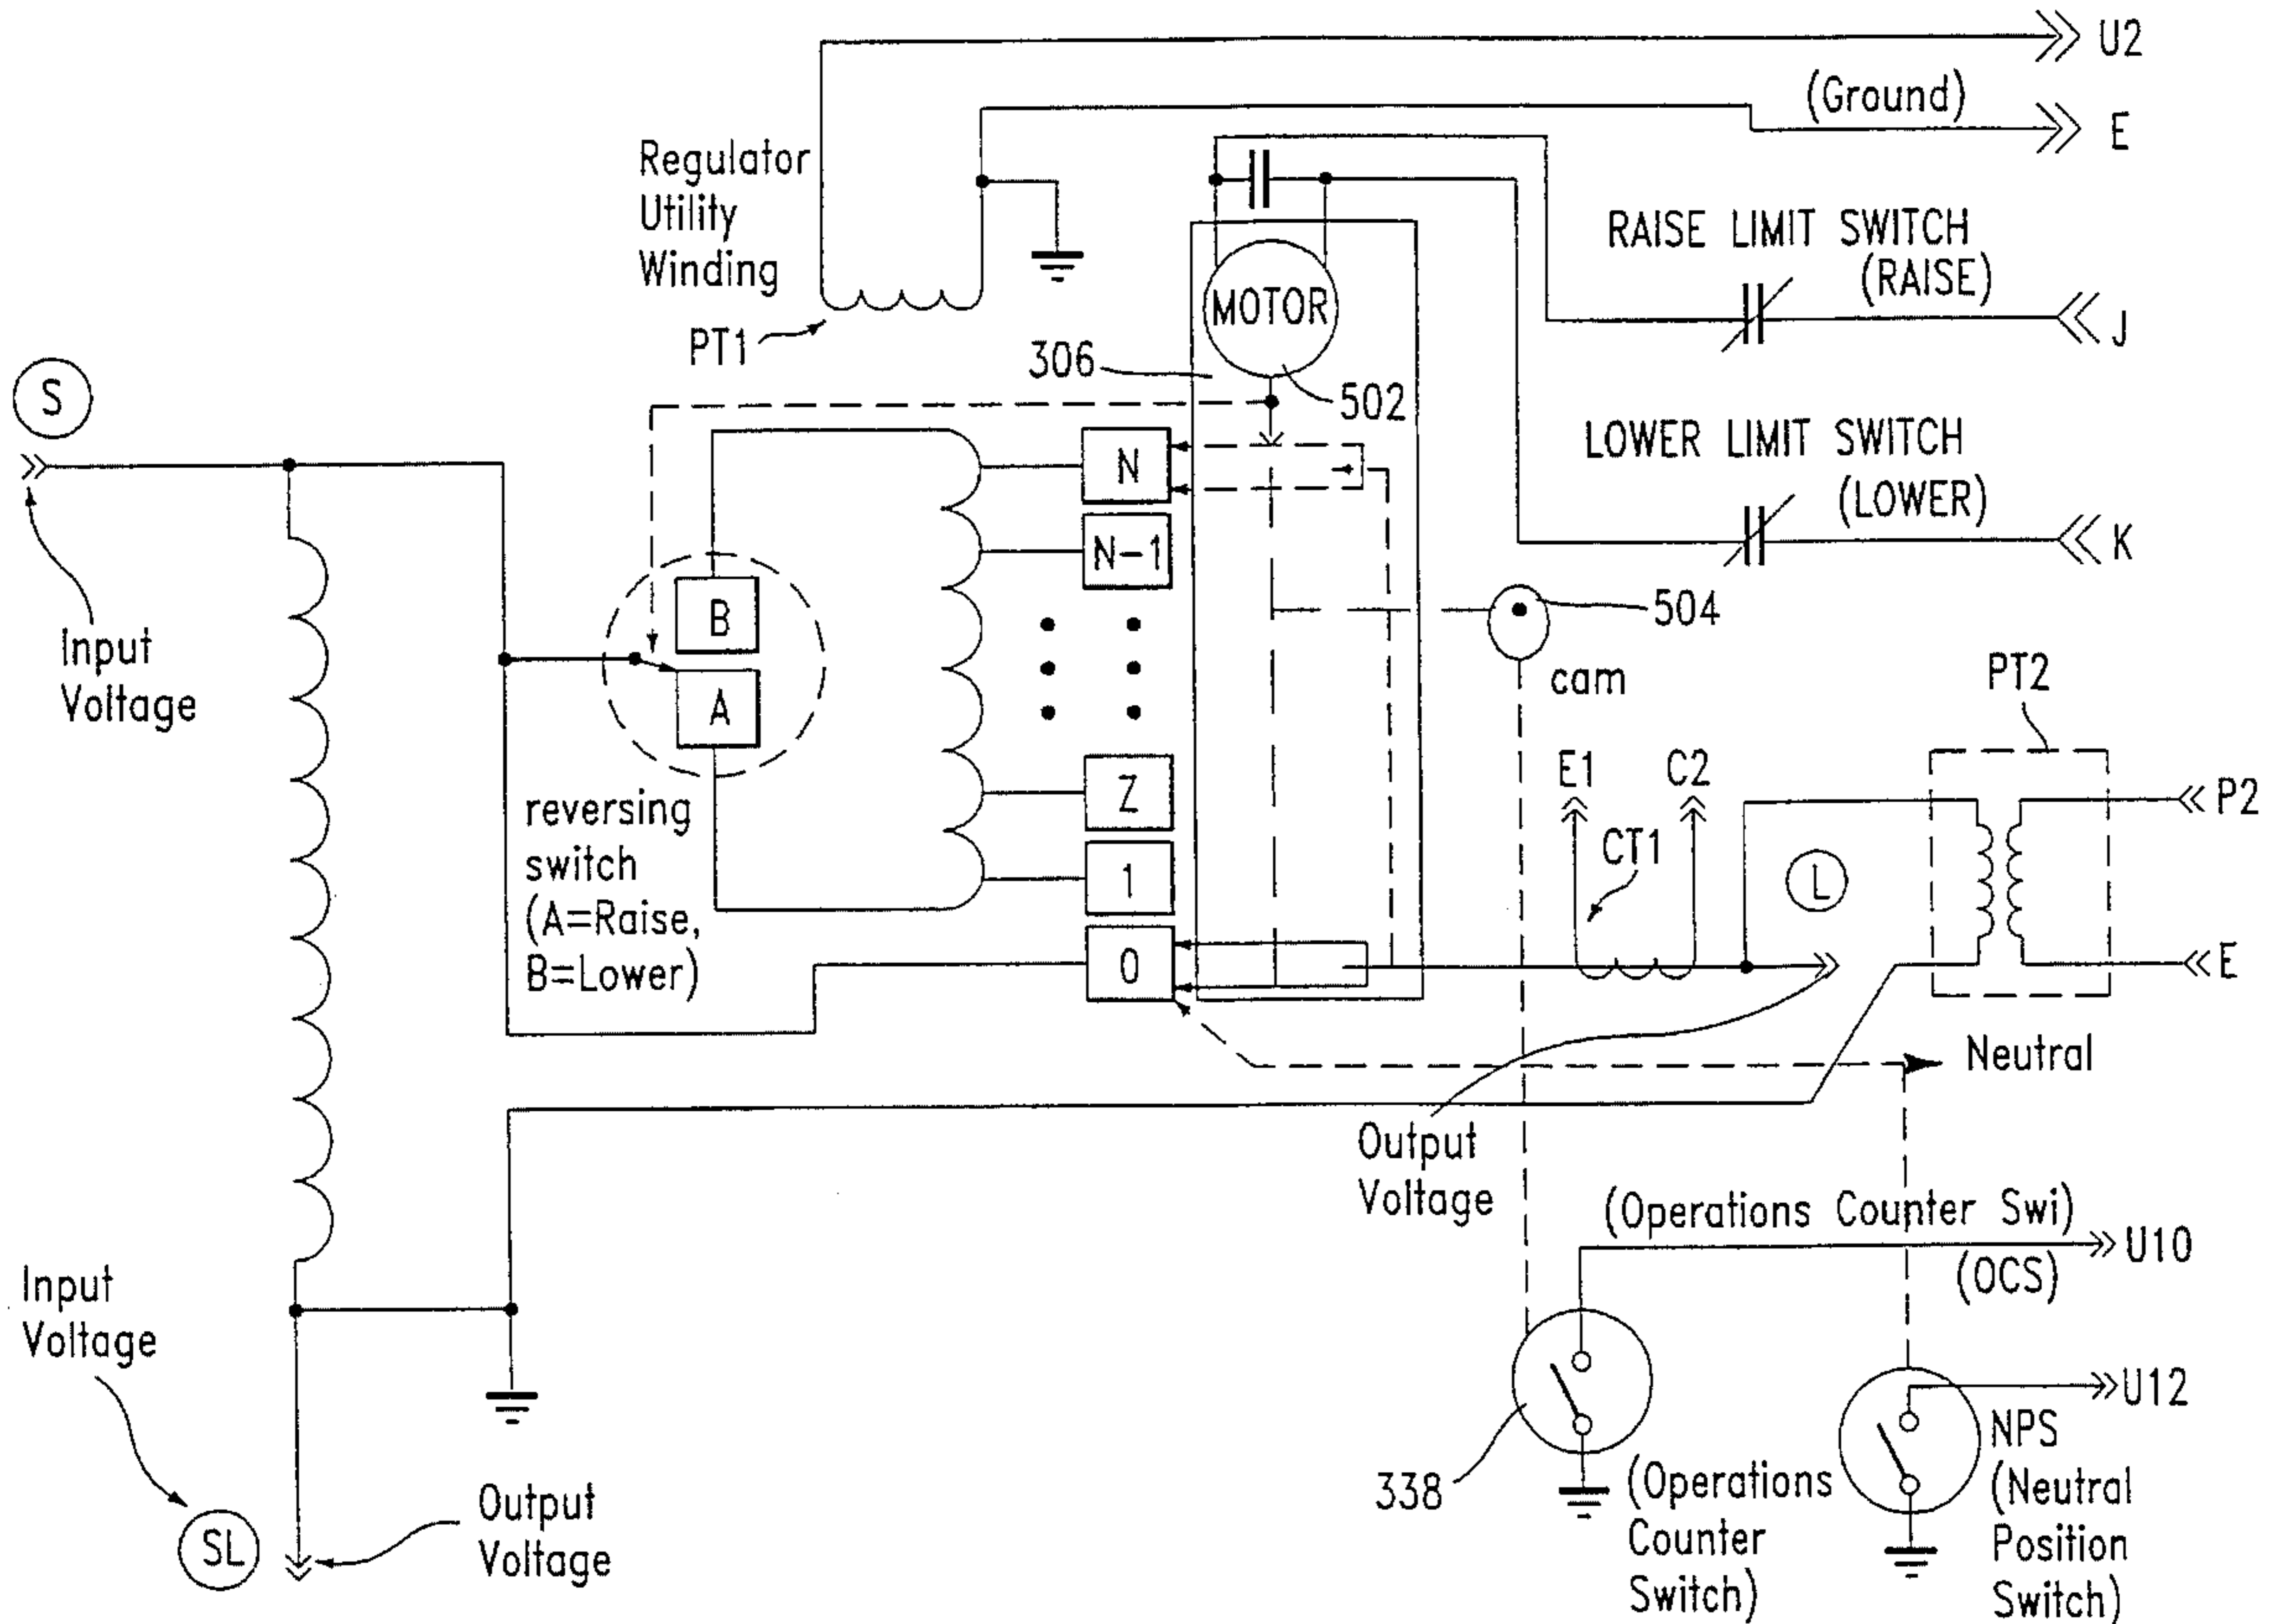 U2
(Ground)
E
Regulator
Utility
Winding
PT1
MOTOR
306
502
RAISE LIMIT SWITCH
(RAISE)
J
LOWER LIMIT SWITCH
(LOWER)
K
S
Input
Voltage
N
N-1
B
A
Z
1
0
reversing
switch
(A=Raise,
B=Lower)
504
cam
PT2
E1
C2
CT1
L
P2
E
Neutral
Output
Voltage
(Operations Counter Swi)
U10
(OCS)
Input
Voltage
SL
Output
Voltage
338
(Operations
Counter
Switch)
U12
NPS
(Neutral
Position
Switch)